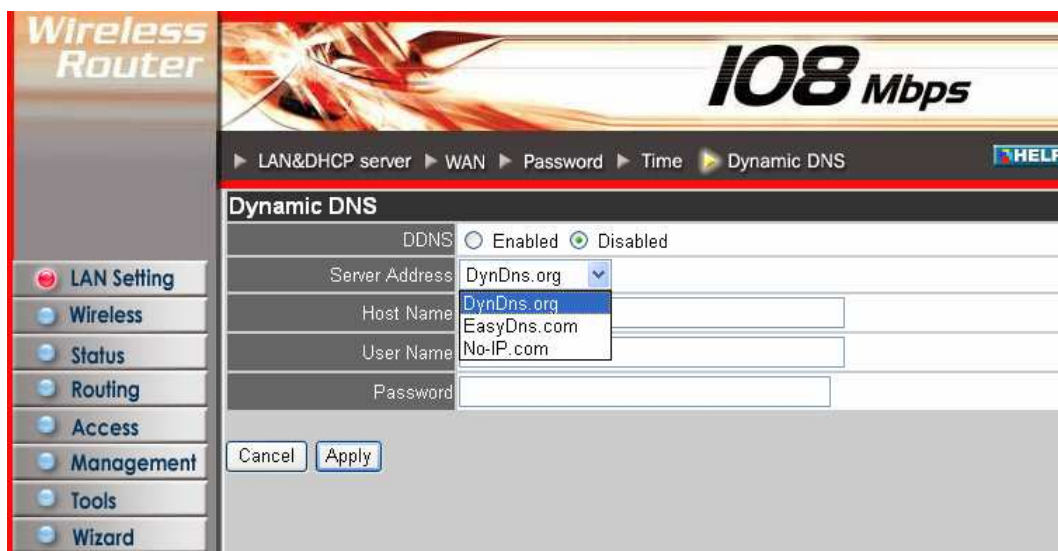 Wireless
Router
108 Mbps
LAN&DHCP server WAN Password Time Dynamic DNS
HELP
Dynamic DNS
DDNS Enabled Disabled
Server Address DynDns.org
DynDns.org
EasyDns.com
No-IP.com
Host Name
User Name
Password
Cancel Apply
LAN Setting
Wireless
Status
Routing
Access
Management
Tools
Wizard